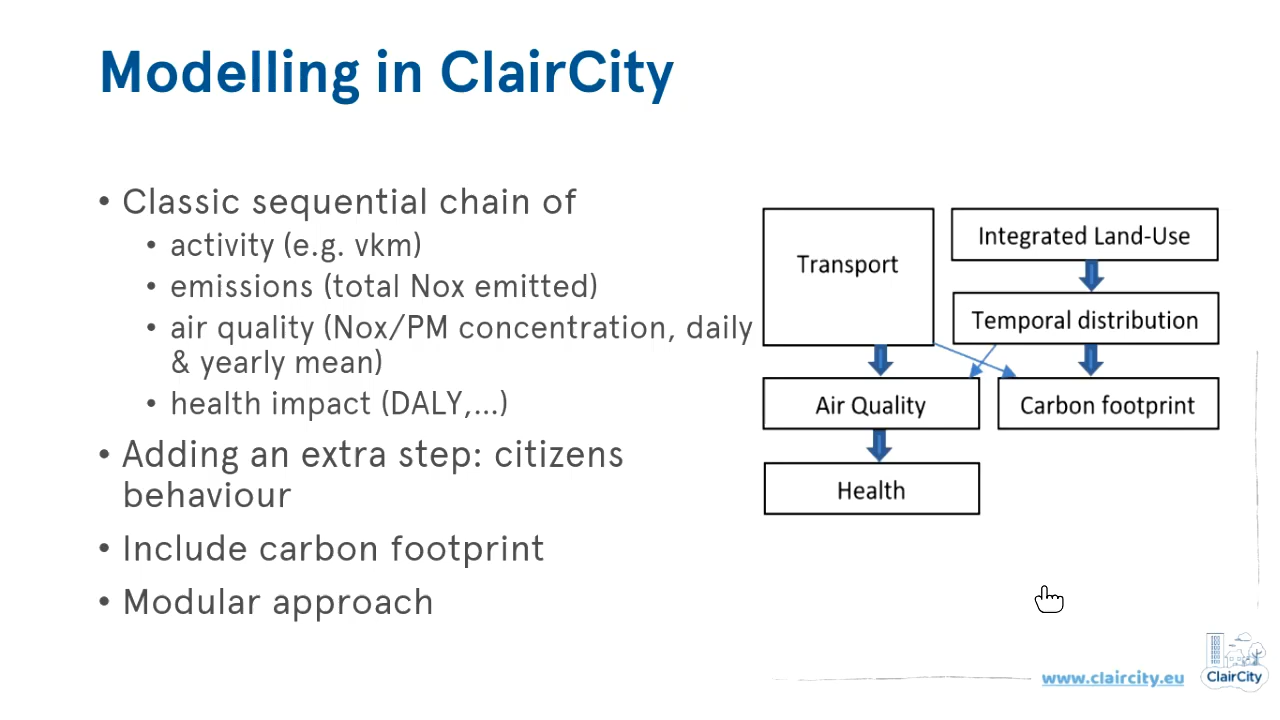 Modelling in ClairCity
• Classic sequential chain of
• activity (e.g. vkm)
• emissions (total Nox emitted)
• air quality (Nox/PM concentration, daily
& yearly mean)
• health impact (DALY,...)
• Adding an extra step: citizens
behaviour
• Include carbon footprint
• Modular approach
Transport
Integrated Land-Use
Temporal distribution
Air Quality
Carbon footprint
Health
www.claircity.eu
ClairCity